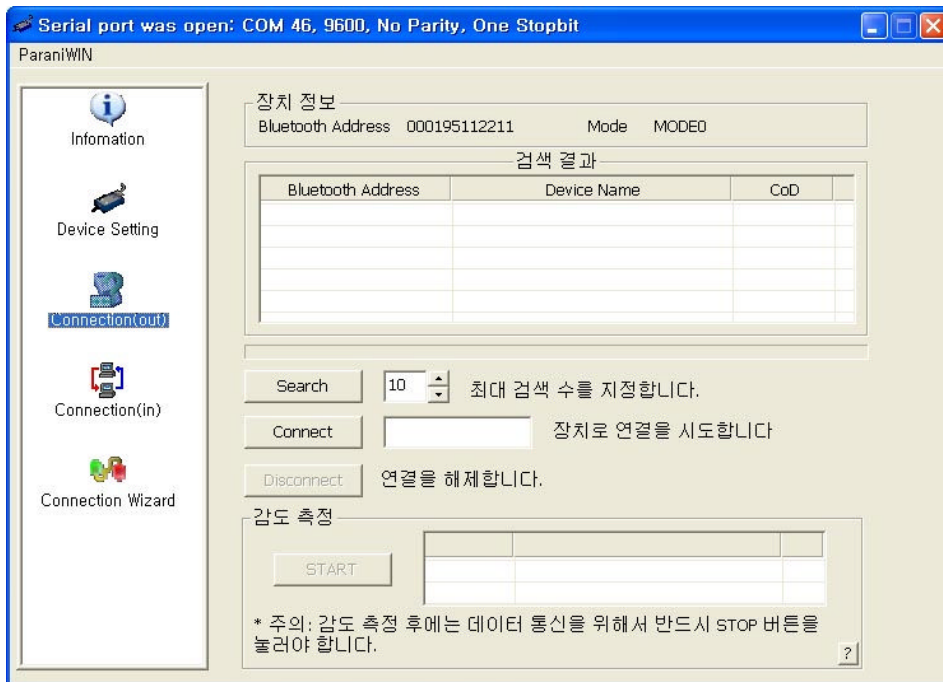 Serial port was open: COM 46, 9600, No Parity, One Stopbit
ParaniWIN
Infomation
Device Setting
Connection(out)
Connection(in)
Connection Wizard
장치 정보
Bluetooth Address 000195112211 Mode MODE0
검색 결과
Bluetooth Address Device Name CoD
Search 10 최대 검색 수를 지정합니다.
Connect 장치로 연결을 시도합니다
Disconnect 연결을 해제합니다.
감도 측정
START
* 주의: 감도 측정 후에는 데이터 통신을 위해서 반드시 STOP 버튼을
눌러야 합니다.
?